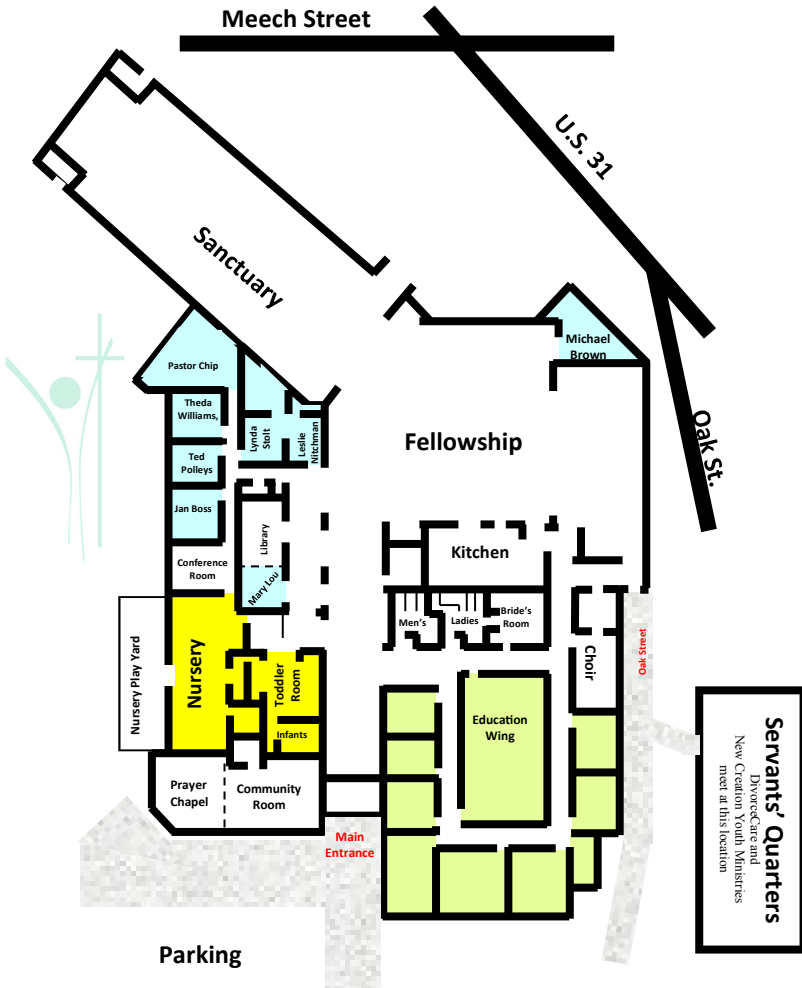 Meech Street
U.S. 31
Sanctuary
Michael
Brown
Pastor Chip
Theda
Williams,
Lynda
Stolt
Leslie
Nitchman
Oak St.
Fellowship
Ted
Polleys
Jan Boss
Library
Kitchen
Conference
Room
Mary Lou
Men's
Ladies
Bride's
Room
Oak Street
Nursery Play Yard
Nursery
Toddler
Room
Choir
Education
Wing
Infants
Prayer
Chapel
Community
Room
Main
Entrance
Servants' Quarters
DivorceCare and
New Creation Youth Ministries
meet at this location
Parking